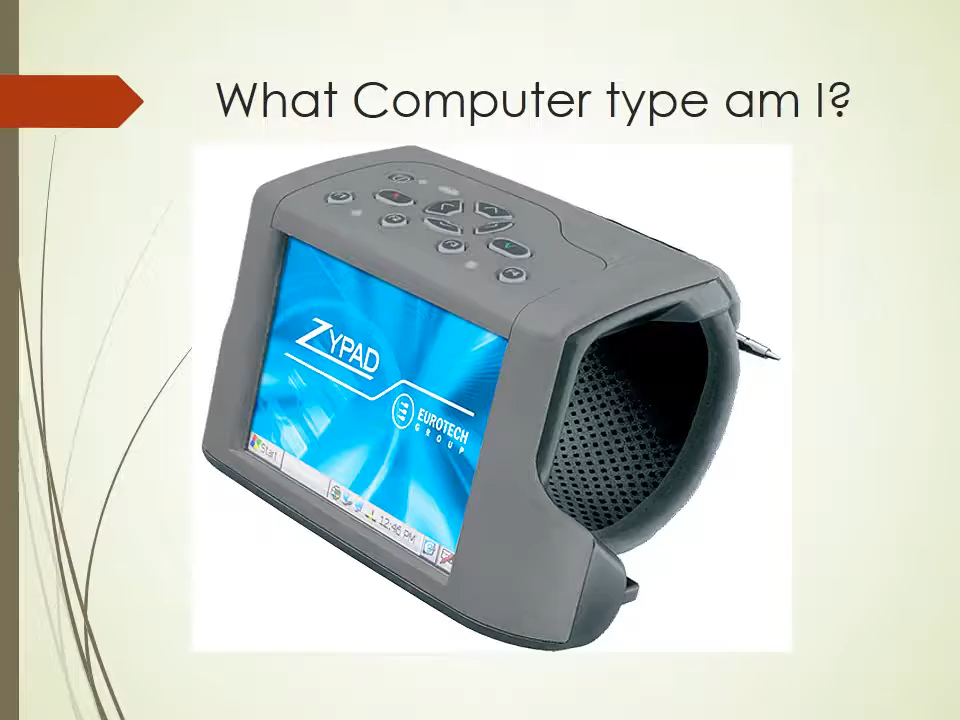 What Computer type am I?
ZYPAD
EUROTECH
GROUP
Start
12:46 PM